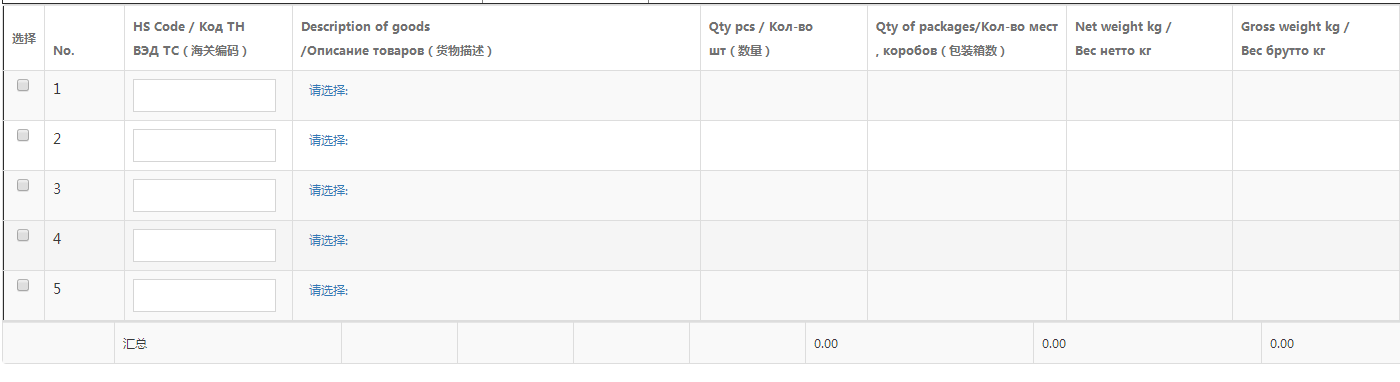 选择
No.
HS Code / Код ТН
ВЭД ТС ( 海关编码 )
Description of goods
/Описание товаров ( 货物描述 )
Qty pcs / Кол-во
шт ( 数量 )
Qty of packages/Кол-во мест
, коробов ( 包装箱数 )
Net weight kg /
Вес нетто кг
Gross weight kg /
Вес брутто кг
1
请选择:
2
请选择:
3
请选择:
4
请选择:
5
请选择:
汇总
0.00
0.00
0.00